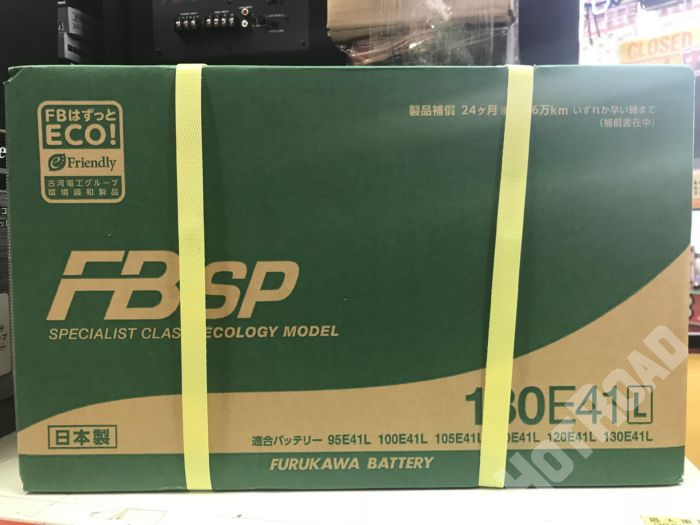 CLOSED
FBはずっと
ECO!
e Friendly
古河電工グループ
環境調和製品
製品補償 24ヶ月 6万km いずれか早い時まで
(補償書在中)
FB SP
SPECIALIST CLASS ECOLOGY MODEL
130E41L
日本製
適合バッテリー 95E41L 100E41L 105E41L 0E41L 120E41L 130E41L
FURUKAWA BATTERY
HOTROAD